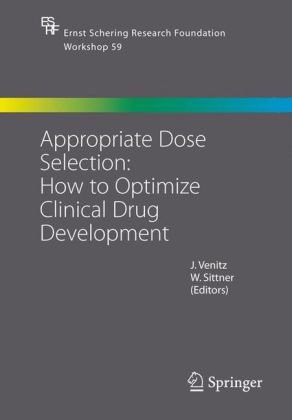 ESRF Ernst Schering Research Foundation
Workshop 59
Appropriate Dose
Selection:
How to Optimize
Clinical Drug
Development
J. Venitz
W. Sittner
(Editors)
Springer